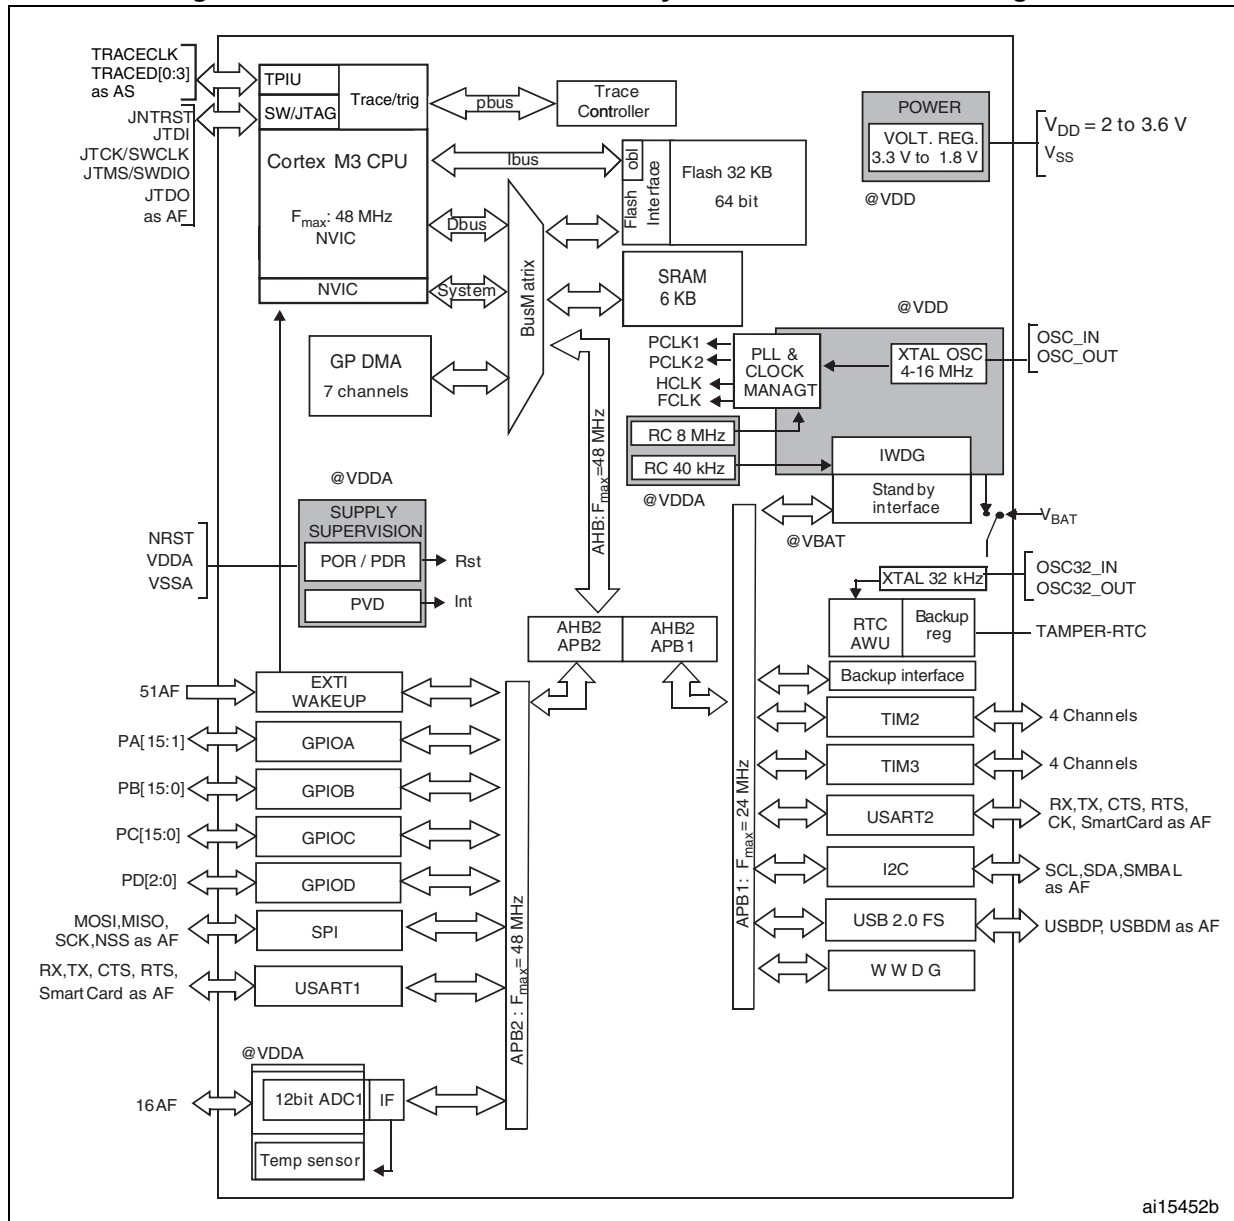 TRACECLK
TRACED[0:3]
as AS
JNTRST
JTDI
JTCK/SWCLK
JTMS/SWDIO
JTDO
as AF
TPIU
SW/JTAG
Trace/trig
pbus
Trace
Controller
Cortex M3 CPU
Fmax: 48 MHz
NVIC
NVIC
Ibus
Dbus
System
BusMatrix
Flash
obl
Interface
Flash 32 KB
64 bit
SRAM
6 KB
POWER
VOLT. REG.
3.3 V to 1.8 V
@VDD
VDD = 2 to 3.6 V
VSS
GP DMA
7 channels
AHB: Fmax=48 MHz
@VDD
PCLK1
PCLK2
HCLK
FCLK
PLL &
CLOCK
MANAGT
XTAL OSC
4-16 MHz
OSC_IN
OSC_OUT
RC 8 MHz
RC 40 kHz
@VDDA
IWDG
Standby
interface
@VBAT
VBAT
@VDDA
SUPPLY
SUPERVISION
POR / PDR
PVD
Rst
Int
NRST
VDDA
VSSA
XTAL 32 kHz
OSC32_IN
OSC32_OUT
RTC
AWU
Backup
reg
TAMPER-RTC
Backup interface
AHB2
APB2
AHB2
APB1
51AF
EXTI
WAKEUP
PA[15:1]
GPIOA
PB[15:0]
GPIOB
PC[15:0]
GPIOC
PD[2:0]
GPIOD
MOSI,MISO,
SCK,NSS as AF
SPI
RX,TX, CTS, RTS,
SmartCard as AF
USART1
APB2 : Fmax= 48 MHz
APB1: Fmax= 24 MHz
TIM2
4 Channels
TIM3
4 Channels
USART2
RX,TX, CTS, RTS,
CK, SmartCard as AF
I2C
SCL,SDA,SMBAL
as AF
USB 2.0 FS
USBDP, USBDM as AF
WWDG
@VDDA
16AF
12bit ADC1
IF
Temp sensor
ai15452b